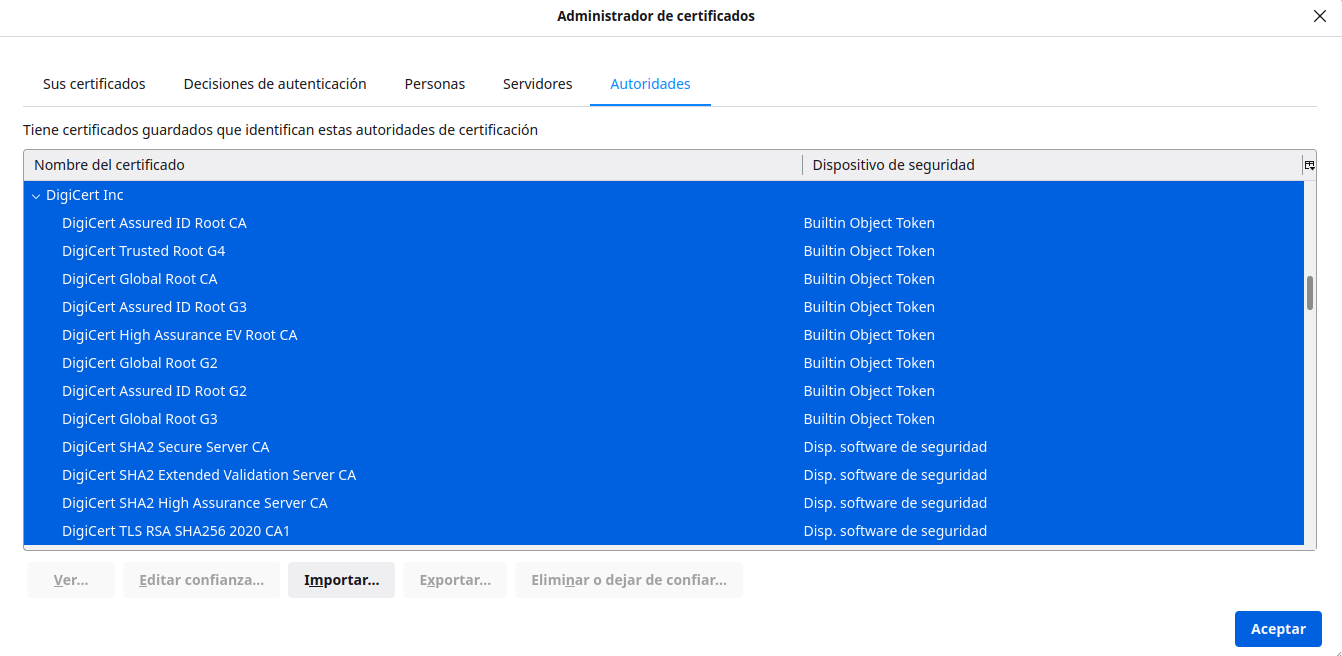 Administrador de certificados
Sus certificados Decisiones de autenticación Personas Servidores Autoridades
Tiene certificados guardados que identifican estas autoridades de certificación
Nombre del certificado Dispositivo de seguridad
DigiCert Inc
DigiCert Assured ID Root CA Builtin Object Token
DigiCert Trusted Root G4 Builtin Object Token
DigiCert Global Root CA Builtin Object Token
DigiCert Assured ID Root G3 Builtin Object Token
DigiCert High Assurance EV Root CA Builtin Object Token
DigiCert Global Root G2 Builtin Object Token
DigiCert Assured ID Root G2 Builtin Object Token
DigiCert Global Root G3 Builtin Object Token
DigiCert SHA2 Secure Server CA Disp. software de seguridad
DigiCert SHA2 Extended Validation Server CA Disp. software de seguridad
DigiCert SHA2 High Assurance Server CA Disp. software de seguridad
DigiCert TLS RSA SHA256 2020 CA1 Disp. software de seguridad
Ver... Editar confianza... Importar... Exportar... Eliminar o dejar de confiar...
Aceptar